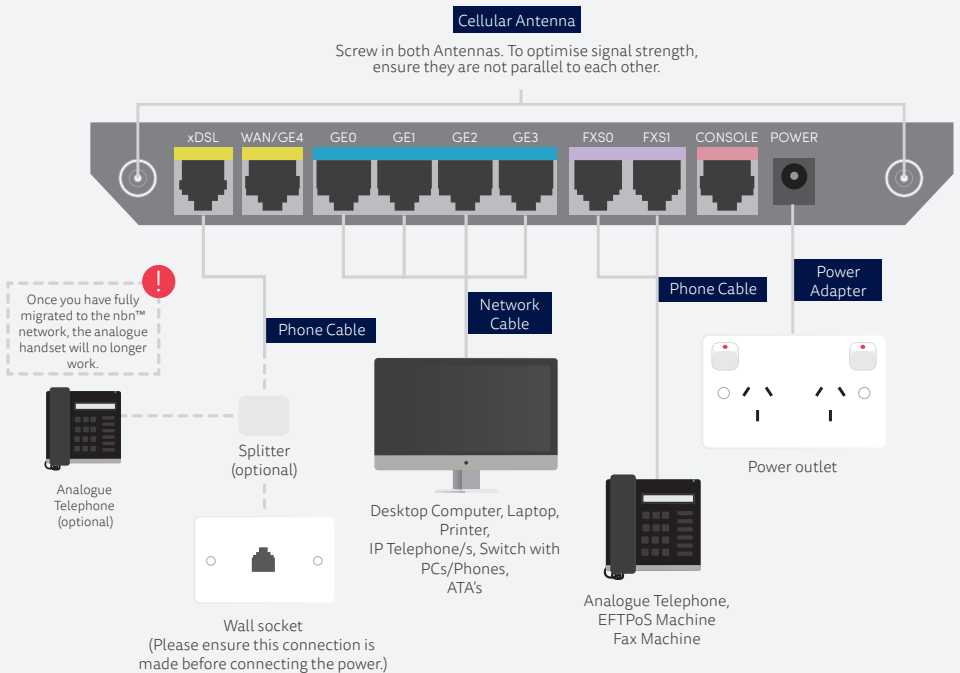 Cellular Antenna
Screw in both Antennas. To optimise signal strength,
ensure they are not parallel to each other.
xDSL
WAN/GE4
GE0
GE1
GE2
GE3
FXS0
FXS1
CONSOLE
POWER
!
Once you have fully
migrated to the nbn™
network, the analogue
handset will no longer
work.
Phone Cable
Network
Cable
Phone Cable
Power
Adapter
Splitter
(optional)
Analogue
Telephone
(optional)
Wall socket
(Please ensure this connection is
made before connecting the power.)
Desktop Computer, Laptop,
Printer,
IP Telephone/s, Switch with
PCs/Phones,
ATA's
Analogue Telephone,
EFTPoS Machine
Fax Machine
Power outlet